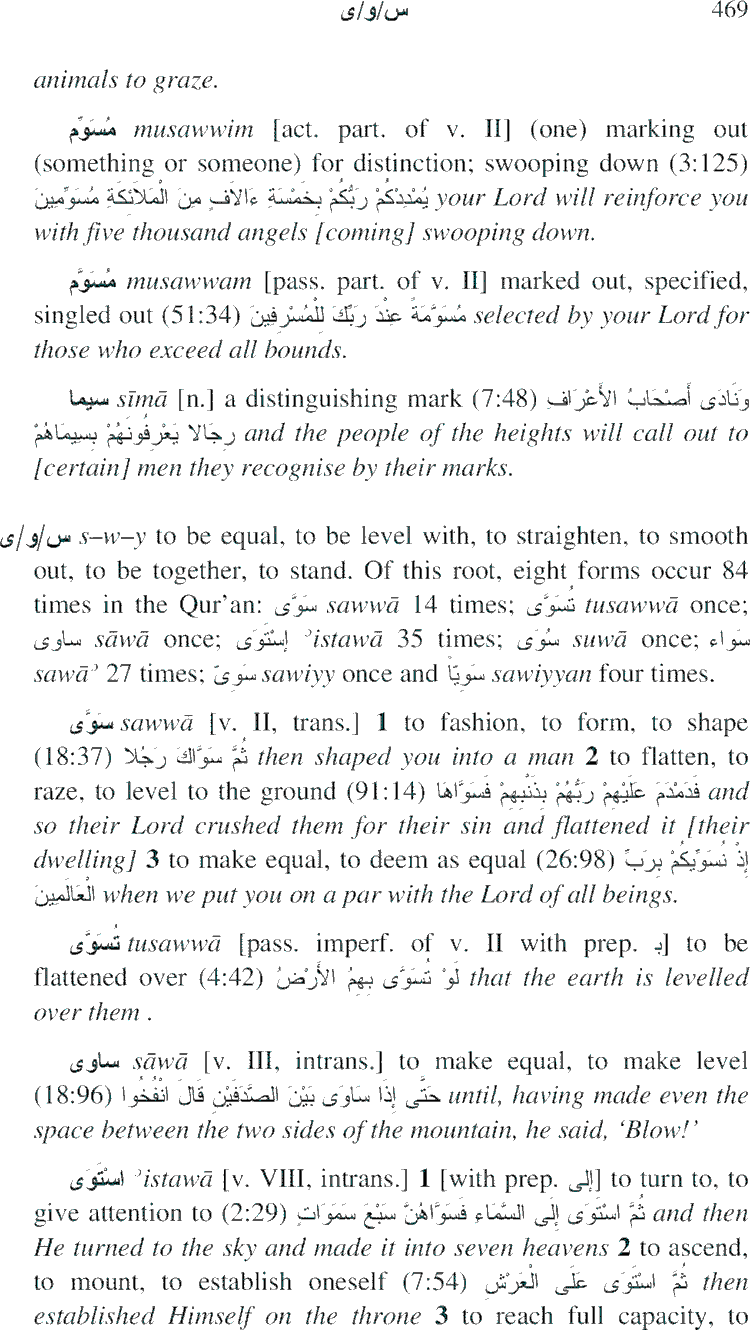 س/و/ى 469
animals to graze.
مُسَوِّم musawwim [act. part. of v. II] (one) marking out
(something or someone) for distinction; swooping down (3:125)
يُمْدِدْكُمْ رَبُّكُمْ بِخَمْسَةِ ءَالاَفٍ مِنَ الْمَلاَئِكَةِ مُسَوِّمِينَ your Lord will reinforce you
with five thousand angels [coming] swooping down.
مُسَوَّم musawwam [pass. part. of v. II] marked out, specified,
singled out (51:34) مُسَوَّمَةً عِنْدَ رَبِّكَ لِلْمُسْرِفِينَ selected by your Lord for
those who exceed all bounds.
سيما sīmā [n.] a distinguishing mark (7:48) وَنَادَى أَصْحَابُ الأَعْرَافِ
رِجَالا يَعْرِفُونَهُمْ بِسِيمَاهُمْ and the people of the heights will call out to
[certain] men they recognise by their marks.
س/و/ى s–w–y to be equal, to be level with, to straighten, to smooth
out, to be together, to stand. Of this root, eight forms occur 84
times in the Qur'an: سَوَّى sawwā 14 times; تُسَوَّى tusawwā once;
ساوى sāwā once; إسْتَوَى ʾistawā 35 times; سُوَى suwā once; سَواء
sawāʾ 27 times; سَوِىّ sawiyy once and سَوِيّاً sawiyyan four times.
سَوَّى sawwā [v. II, trans.] 1 to fashion, to form, to shape
(18:37) ثُمَّ سَوَّاكَ رَجُلا then shaped you into a man 2 to flatten, to
raze, to level to the ground (91:14) فَدَمْدَمَ عَلَيْهِمْ رَبُّهُمْ بِذَنْبِهِمْ فَسَوَّاهَا and
so their Lord crushed them for their sin and flattened it [their
dwelling] 3 to make equal, to deem as equal (26:98) إِذْ نُسَوِّيكُمْ بِرَبِّ
الْعَالَمِينَ when we put you on a par with the Lord of all beings.
تُسَوَّى tusawwā [pass. imperf. of v. II with prep. بـ] to be
flattened over (4:42) لَوْ تُسَوَّى بِهِمُ الأَرْضُ that the earth is levelled
over them .
ساوى sāwā [v. III, intrans.] to make equal, to make level
(18:96) حَتَّى إِذَا سَاوَى بَيْنَ الصَّدَفَيْنِ قَالَ انْفُخُوا until, having made even the
space between the two sides of the mountain, he said, ‘Blow!’
اسْتَوَى ʾistawā [v. VIII, intrans.] 1 [with prep. إلى] to turn to, to
give attention to (2:29) ثُمَّ اسْتَوَى إِلَى السَّمَاءِ فَسَوَّاهُنَّ سَبْعَ سَمَوَاتٍ and then
He turned to the sky and made it into seven heavens 2 to ascend,
to mount, to establish oneself (7:54) ثُمَّ اسْتَوَى عَلَى الْعَرْشِ then
established Himself on the throne 3 to reach full capacity, to